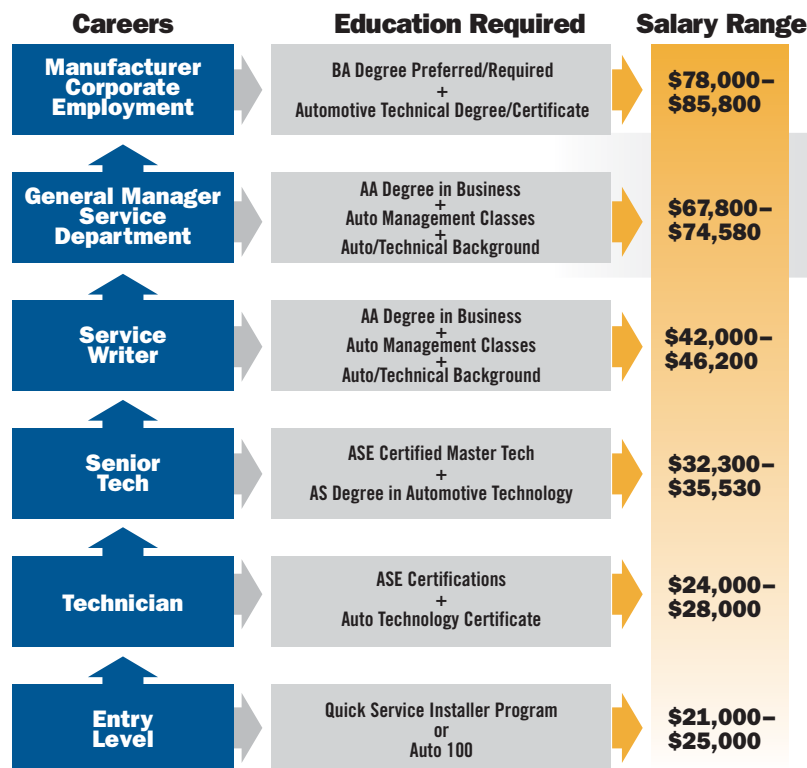 Careers
Education Required
Salary Range
Manufacturer
Corporate
Employment
BA Degree Preferred/Required
+
Automotive Technical Degree/Certificate
$78,000–
$85,800
General Manager
Service
Department
AA Degree in Business
+
Auto Management Classes
+
Auto/Technical Background
$67,800–
$74,580
Service
Writer
AA Degree in Business
+
Auto Management Classes
+
Auto/Technical Background
$42,000–
$46,200
Senior
Tech
ASE Certified Master Tech
+
AS Degree in Automotive Technology
$32,300–
$35,530
Technician
ASE Certifications
+
Auto Technology Certificate
$24,000–
$28,000
Entry
Level
Quick Service Installer Program
or
Auto 100
$21,000–
$25,000